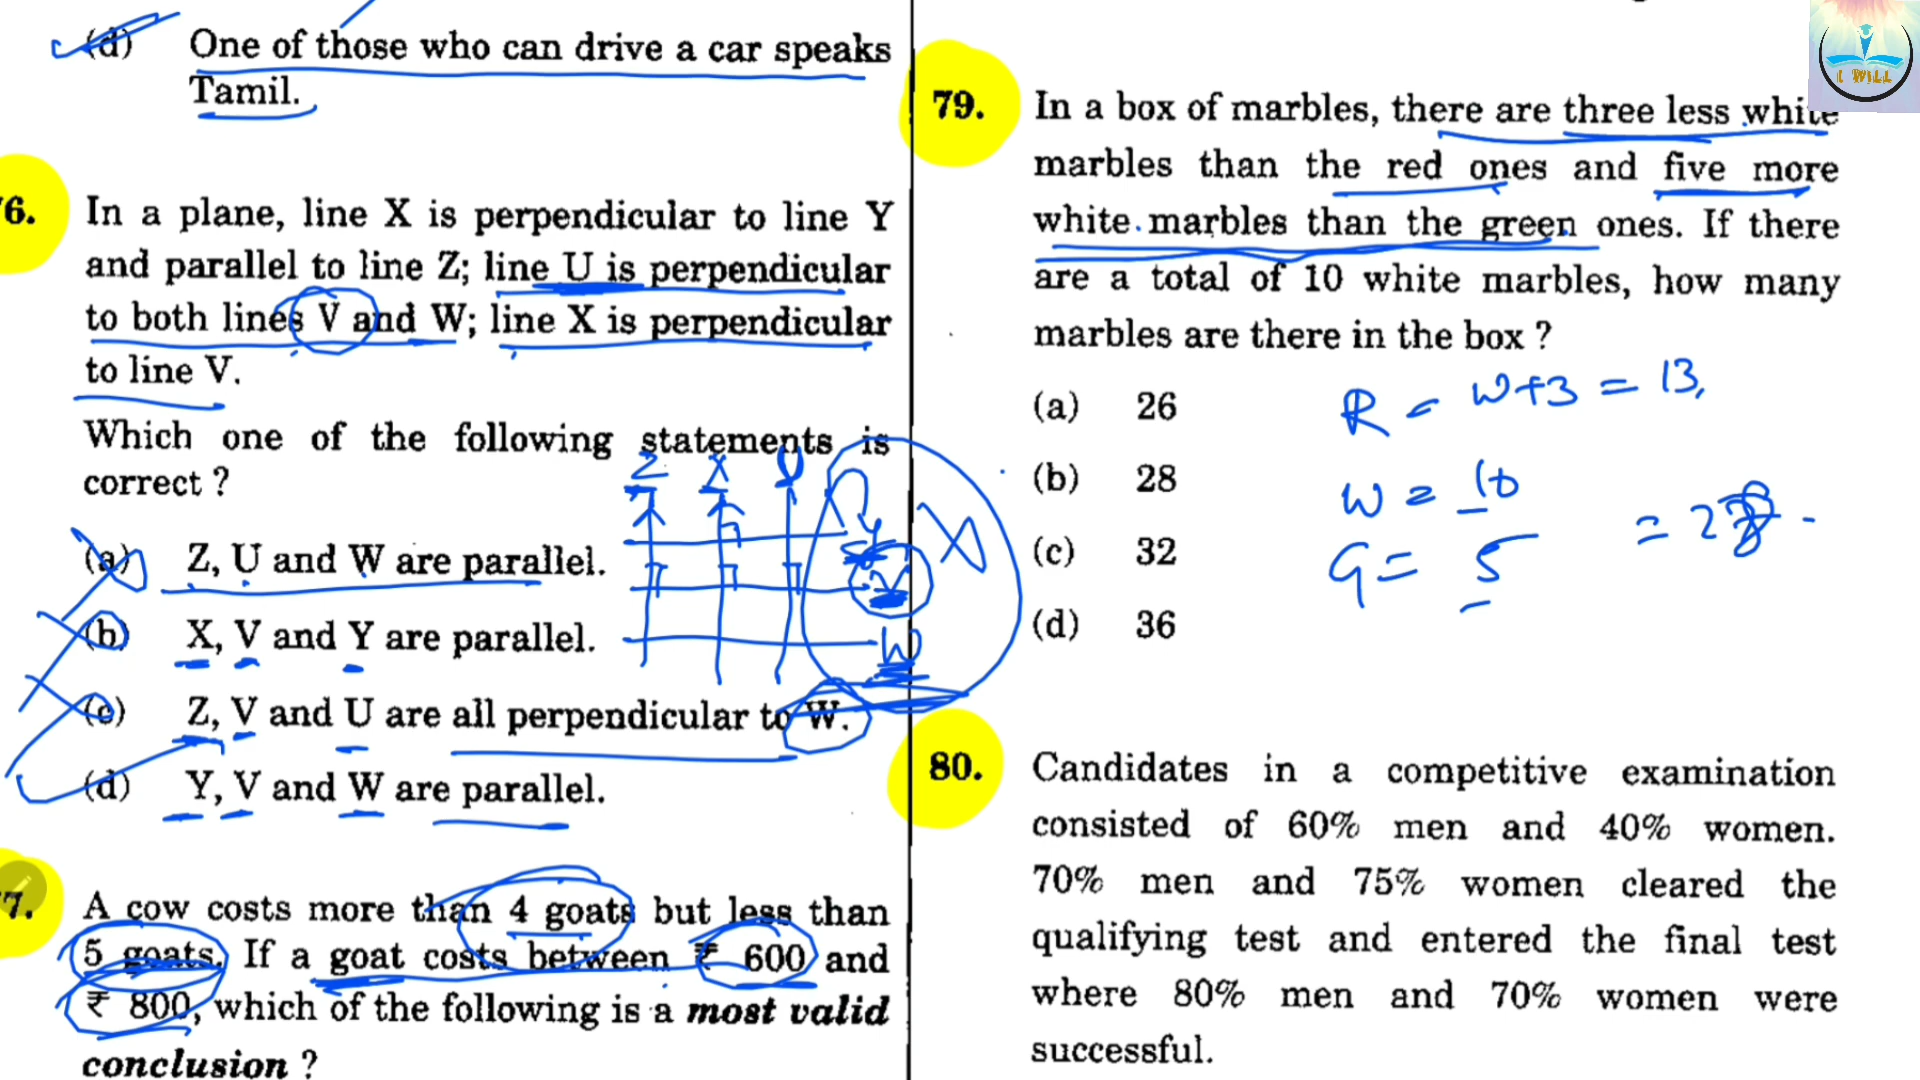 (d) One of those who can drive a car speaks
Tamil.
6. In a plane, line X is perpendicular to line Y
and parallel to line Z; line U is perpendicular
to both lines V and W; line X is perpendicular
to line V.
Which one of the following statements is
correct ?
(a) Z, U and W are parallel.
(b) X, V and Y are parallel.
(c) Z, V and U are all perpendicular to W.
(d) Y, V and W are parallel.
Z X U
Y
V
W
7. A cow costs more than 4 goats but less than
5 goats. If a goat costs between ₹ 600 and
₹ 800, which of the following is a most valid
conclusion ?
79. In a box of marbles, there are three less white
marbles than the red ones and five more
white marbles than the green ones. If there
are a total of 10 white marbles, how many
marbles are there in the box ?
(a) 26
(b) 28
(c) 32
(d) 36
R = W+3 = 13,
W = 10
G = 5
= 28
80. Candidates in a competitive examination
consisted of 60% men and 40% women.
70% men and 75% women cleared the
qualifying test and entered the final test
where 80% men and 70% women were
successful.
I WILL